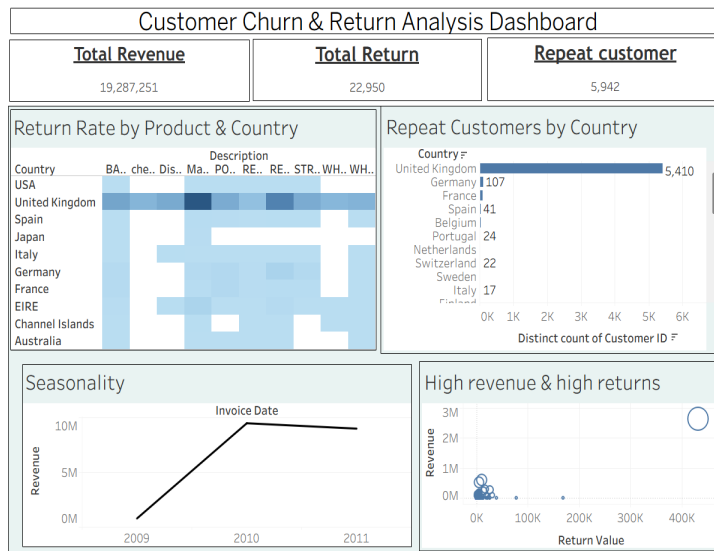 Customer Churn & Return Analysis Dashboard
Total Revenue
19,287,251
Total Return
22,950
Repeat customer
5,942
Return Rate by Product & Country
Description
Country BA.. che.. Dis.. Ma... PO.. RE.. RE... STR.. WH.. WH..
USA
United Kingdom
Spain
Japan
Italy
Germany
France
EIRE
Channel Islands
Australia
Repeat Customers by Country
Country
United Kingdom 5,410
Germany 107
France
Spain 41
Belgium
Portugal 24
Netherlands
Switzerland 22
Sweden
Italy 17
Finland
0K 1K 2K 3K 4K 5K 6K
Distinct count of Customer ID
Seasonality
Invoice Date
Revenue
10M
5M
0M
2009 2010 2011
High revenue & high returns
Revenue
3M
2M
1M
0M
0K 100K 200K 300K 400K
Return Value